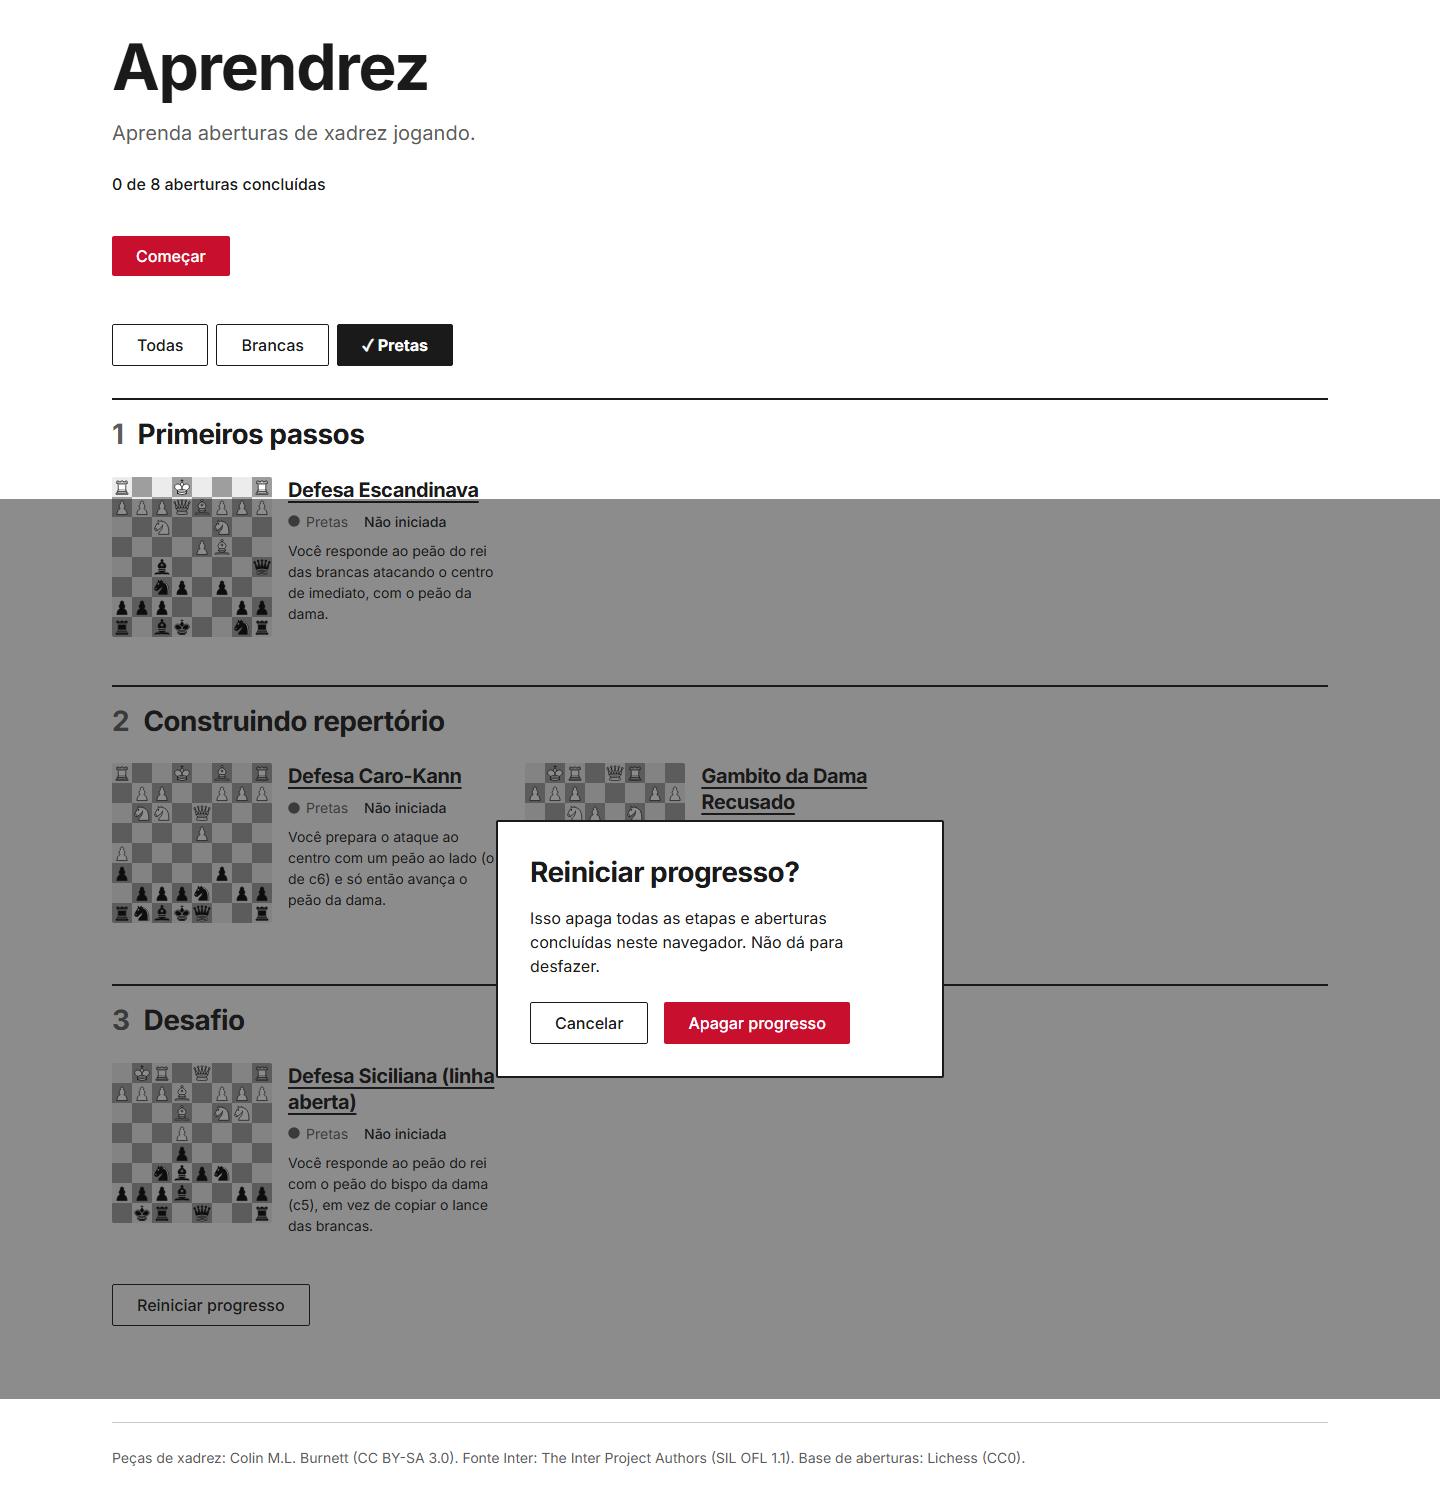 Aprendrez
Aprenda aberturas de xadrez jogando.
0 de 8 aberturas concluídas
Começar
Todas
Brancas
✓ Pretas
1 Primeiros passos
Defesa Escandinava
Pretas Não iniciada
Você responde ao peão do rei
das brancas atacando o centro
de imediato, com o peão da
dama.
2 Construindo repertório
Defesa Caro-Kann
Pretas Não iniciada
Você prepara o ataque ao
centro com um peão ao lado (o
de c6) e só então avança o
peão da dama.
Gambito da Dama
Recusado
Reiniciar progresso?
Isso apaga todas as etapas e aberturas
concluídas neste navegador. Não dá para
desfazer.
Cancelar
Apagar progresso
3 Desafio
Defesa Siciliana (linha
aberta)
Pretas Não iniciada
Você responde ao peão do rei
com o peão do bispo da dama
(c5), em vez de copiar o lance
das brancas.
Reiniciar progresso
Peças de xadrez: Colin M.L. Burnett (CC BY-SA 3.0). Fonte Inter: The Inter Project Authors (SIL OFL 1.1). Base de aberturas: Lichess (CC0).